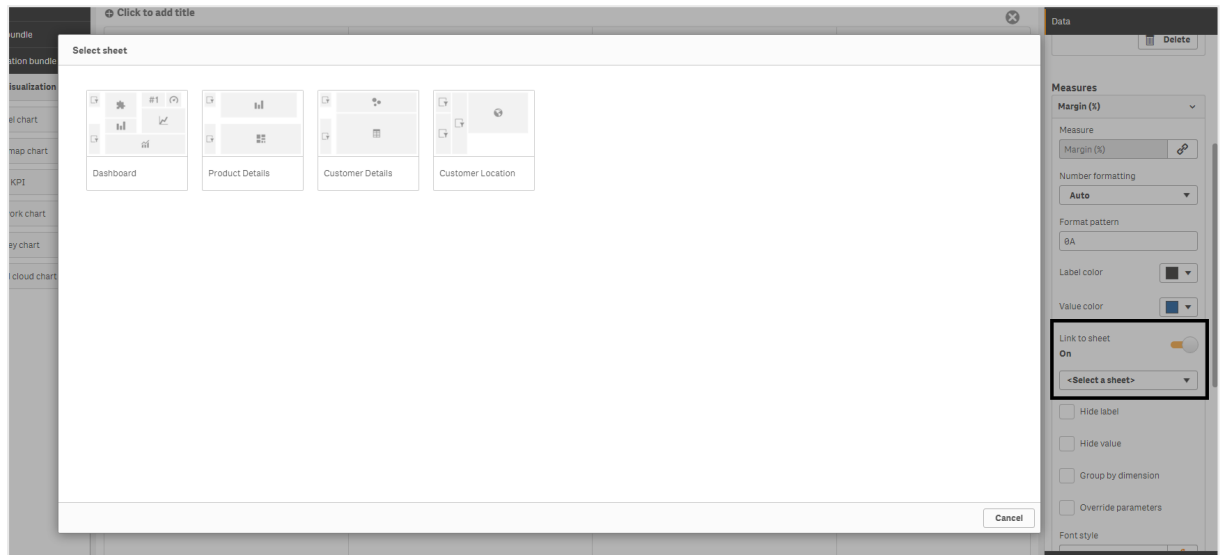 Click to add title
Data
undle
Delete
ation bundle
Select sheet
isualization
Measures
#1
Margin (%)
el chart
Measure
Margin (%)
map chart
Dashboard
Product Details
Customer Details
Customer Location
Number formatting
KPI
Auto
ork chart
Format pattern
0A
ey chart
cloud chart
Label color
Value color
Link to sheet
On
<Select a sheet>
Hide label
Hide value
Group by dimension
Override parameters
Cancel
Font style